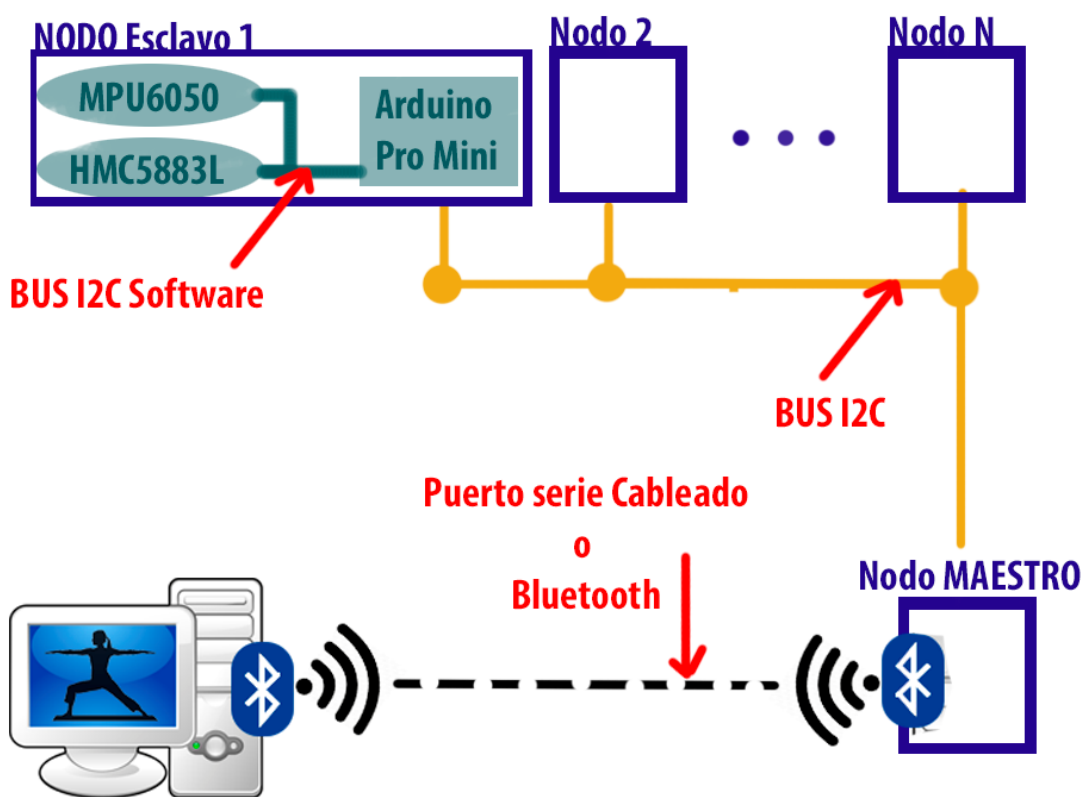 NODO Esclavo 1
Nodo 2
Nodo N
MPU6050
HMC5883L
Arduino
Pro Mini
BUS I2C Software
BUS I2C
Puerto serie Cableado
o
Bluetooth
Nodo MAESTRO